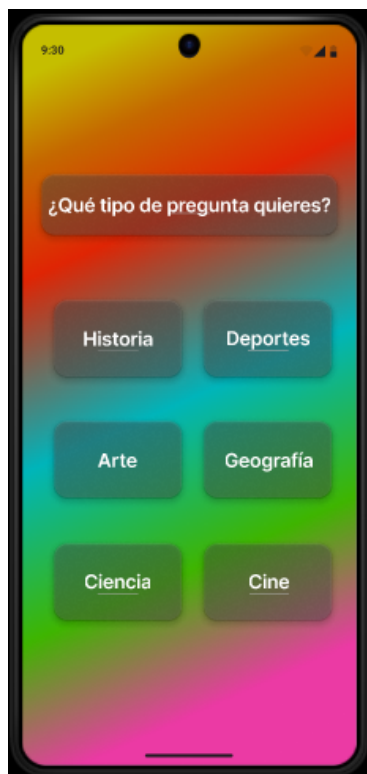 9:30
¿Qué tipo de pregunta quieres?
Historia
Deportes
Arte
Geografía
Ciencia
Cine